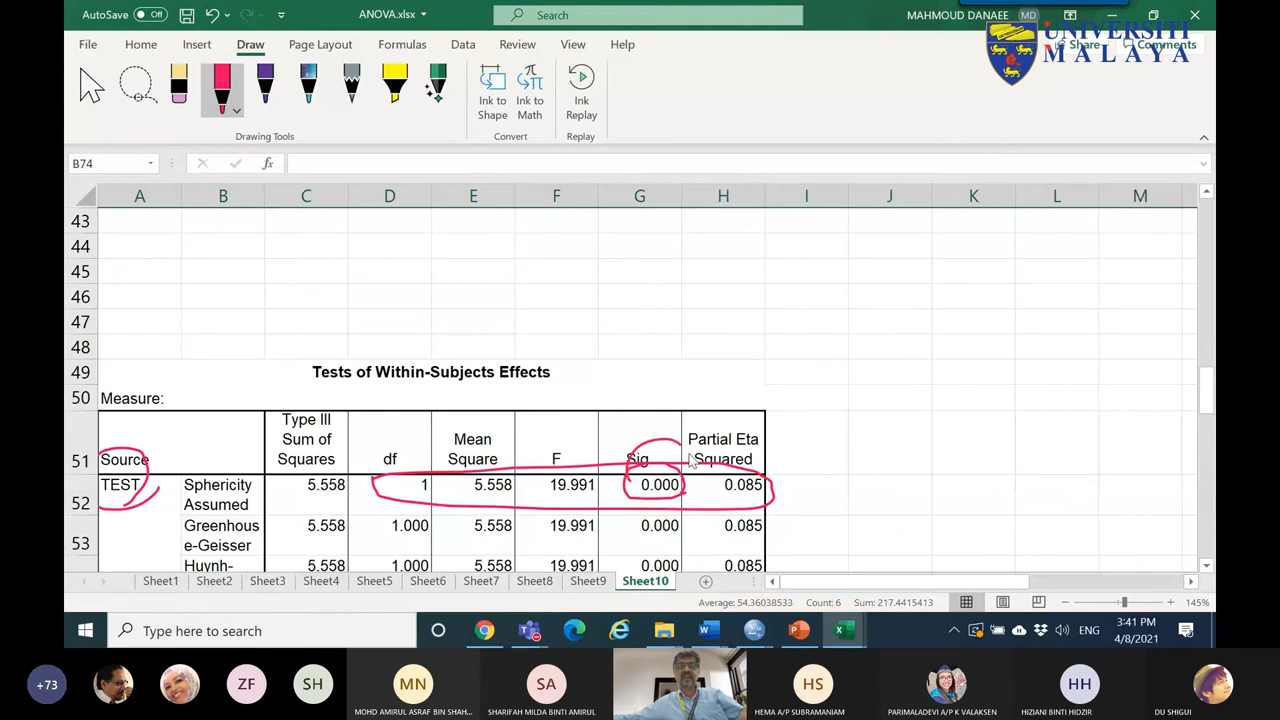 AutoSave Off ANOVA.xlsx Search MAHMOUD DANAEE MD
UNIVERSITI
MALAYA
File Home Insert Draw Page Layout Formulas Data Review View Help Share Comments
Ink to Shape
Ink to Math
Ink Replay
Drawing Tools Convert Replay
B74 fx
A B C D E F G H I J K L M
43
44
45
46
47
48
49 Tests of Within-Subjects Effects
50 Measure:
51 Source Type III Sum of Squares df Mean Square F Sig. Partial Eta Squared
52 TEST Sphericity Assumed 5.558 1 5.558 19.991 0.000 0.085
53 Greenhouse-Geisser 5.558 1.000 5.558 19.991 0.000 0.085
Huynh- 5.558 1.000 5.558 19.991 0.000 0.085
Sheet1 Sheet2 Sheet3 Sheet4 Sheet5 Sheet6 Sheet7 Sheet8 Sheet9 Sheet10
Average: 54.36038533 Count: 6 Sum: 217.4415413 145%
Type here to search ENG 3:41 PM
4/8/2021
+73 ZF SH MN SA HS HH
MOHD AMIRUL ASRAF BIN SHAH... SHARIFAH MILDA BINTI AMIRUL HEMA A/P SUBRAMANIAM PARIMALADEVI A/P K VALAKSEN HIZIANI BINTI HIDZIR DU SHIGUI